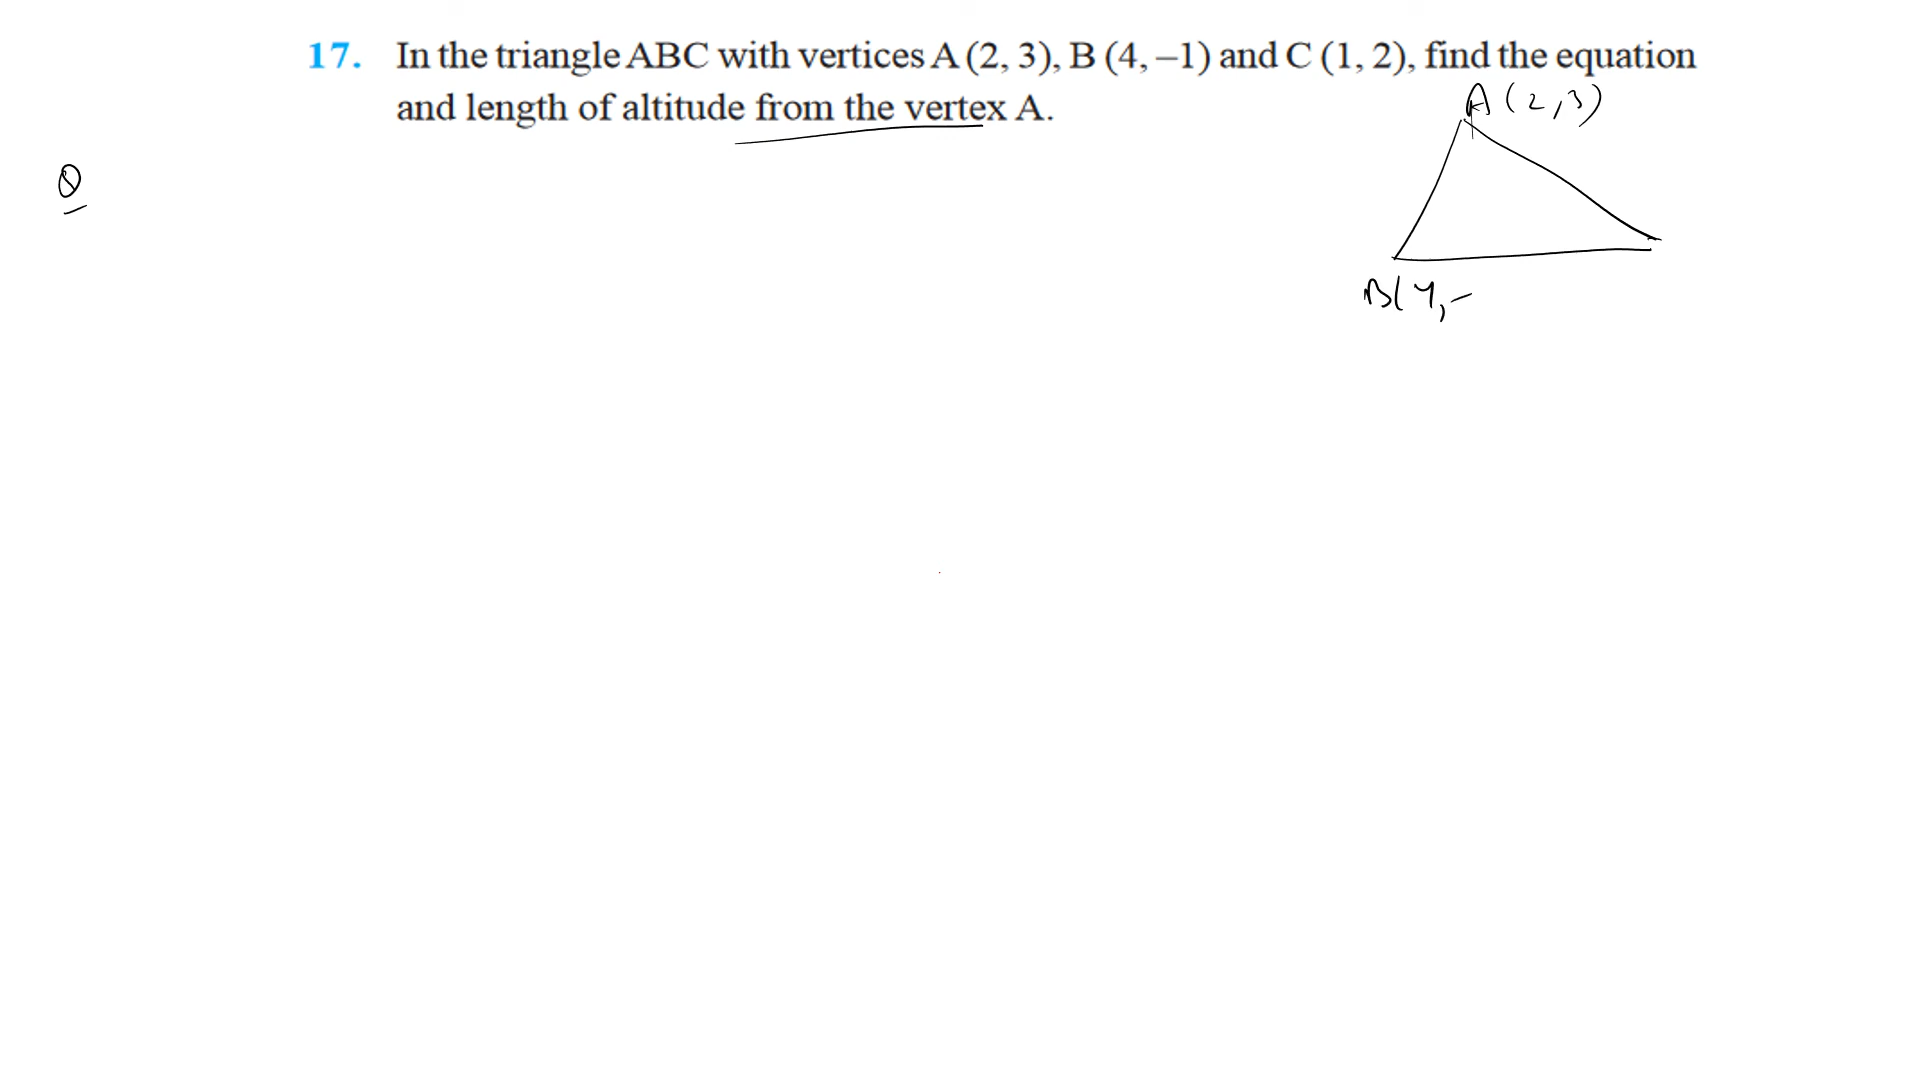 17. In the triangle ABC with vertices A (2, 3), B (4, –1) and C (1, 2), find the equation
and length of altitude from the vertex A.
A (2,3)
Q
B( 4, -